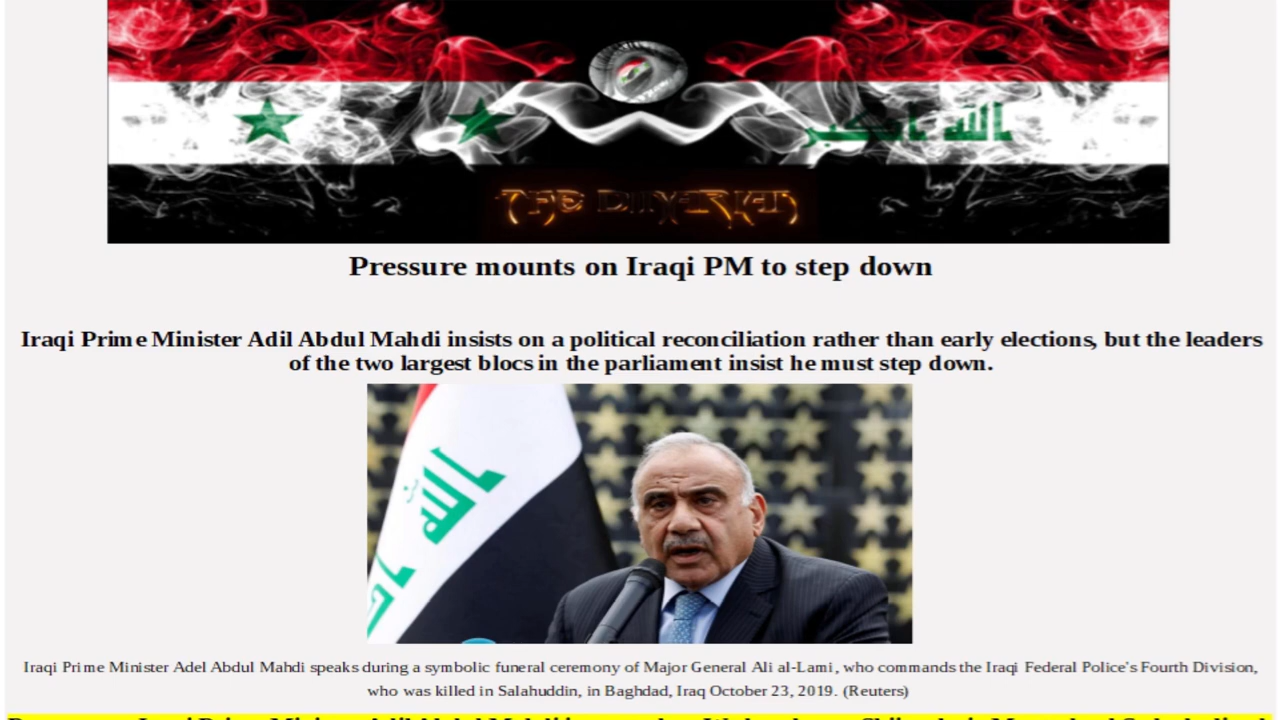 الله اكبر
THE DINARIAN
Pressure mounts on Iraqi PM to step down
Iraqi Prime Minister Adil Abdul Mahdi insists on a political reconciliation rather than early elections, but the leaders
of the two largest blocs in the parliament insist he must step down.
الله
Iraqi Prime Minister Adel Abdul Mahdi speaks during a symbolic funeral ceremony of Major General Ali al-Lami, who commands the Iraqi Federal Police's Fourth Division,
who was killed in Salahuddin, in Baghdad, Iraq October 23, 2019. (Reuters)